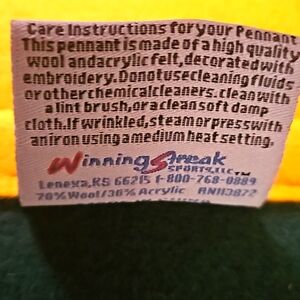 Care Instructions for your Pennant
This pennant is made of a high quality
wool and acrylic felt, decorated with
embroidery. Do not use cleaning fluids
or other chemical cleaners. clean with
a lint brush, or a clean soft damp
cloth. If wrinkled, steam or press with
an iron using a medium heat setting.
Winning Streak
SPORTS, LLC TM
Lenexa, KS 66215 1-800-768-0889
70% Wool/30% Acrylic RN113872